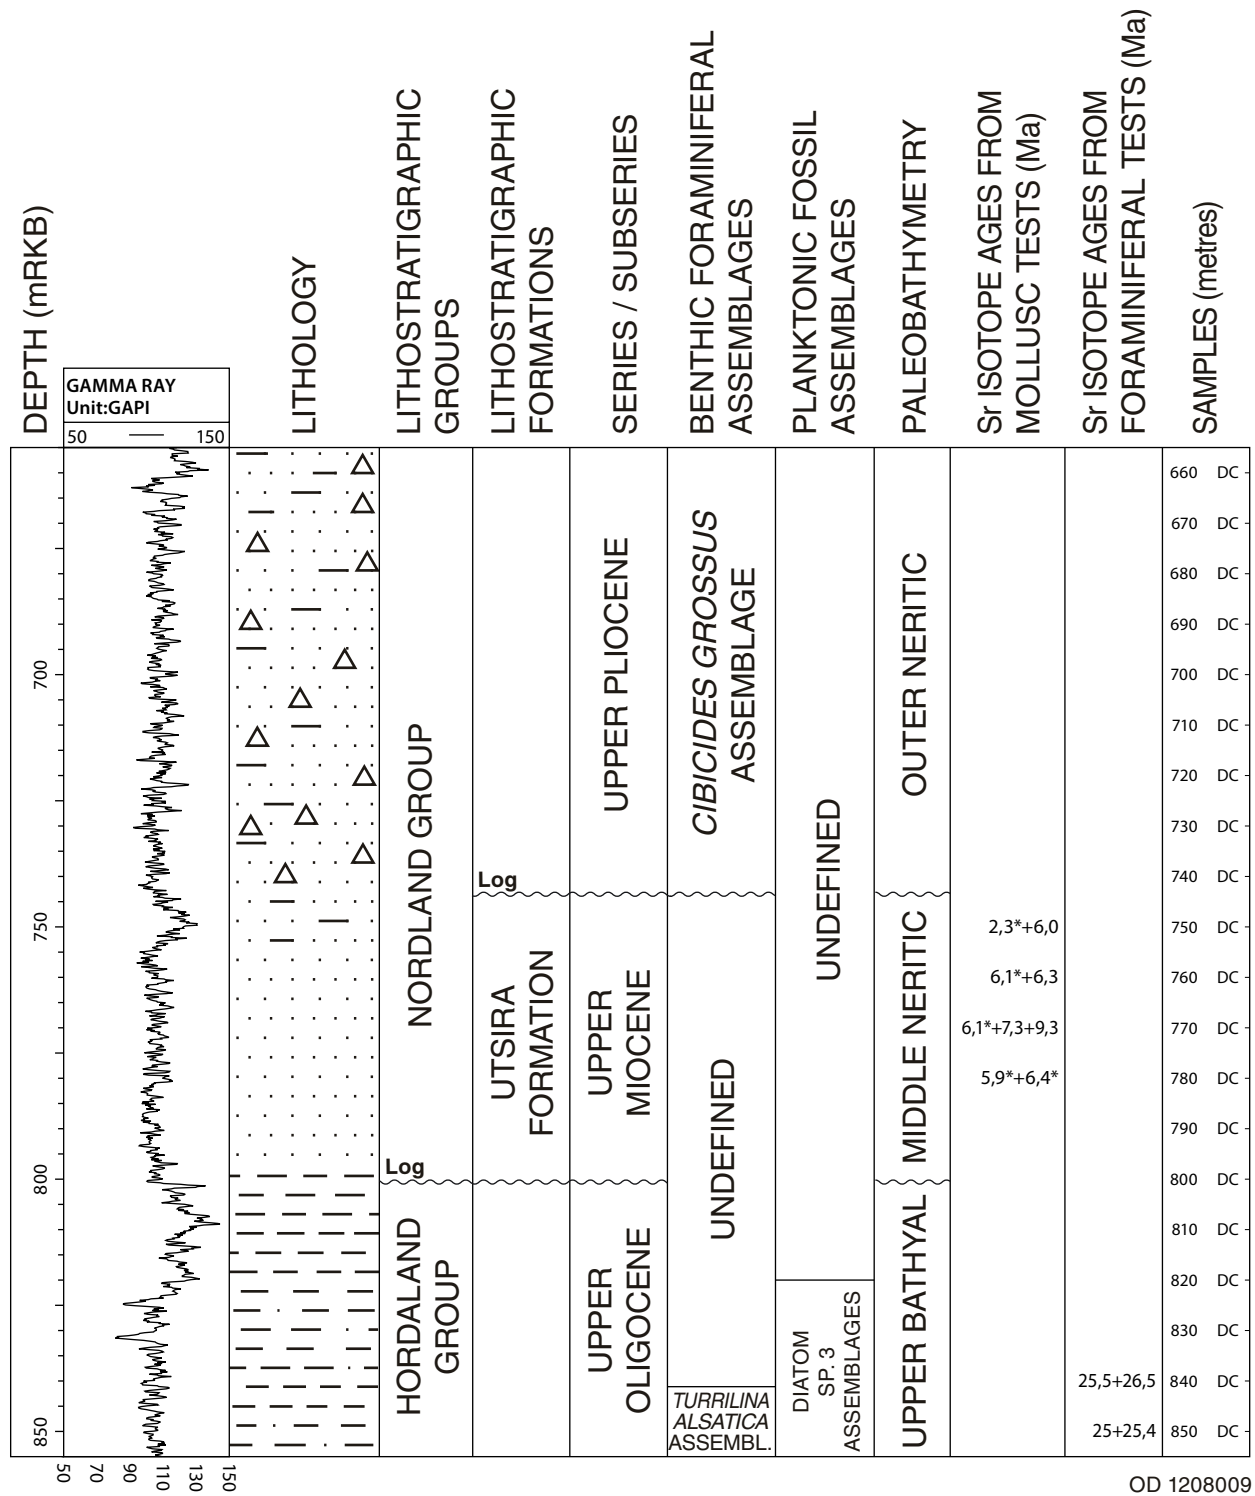 DEPTH (mRKB)
GAMMA RAY
Unit:GAPI
50
150
LITHOLOGY
LITHOSTRATIGRAPHIC
GROUPS
LITHOSTRATIGRAPHIC
FORMATIONS
SERIES / SUBSERIES
BENTHIC FORAMINIFERAL
ASSEMBLAGES
PLANKTONIC FOSSIL
ASSEMBLAGES
PALEOBATHYMETRY
Sr ISOTOPE AGES FROM
MOLLUSC TESTS (Ma)
Sr ISOTOPE AGES FROM
FORAMINIFERAL TESTS (Ma)
SAMPLES (metres)
700
750
800
850
NORDLAND GROUP
Log
HORDALAND
GROUP
Log
UTSIRA
FORMATION
UPPER PLIOCENE
UPPER
MIOCENE
UPPER
OLIGOCENE
CIBICIDES GROSSUS
ASSEMBLAGE
UNDEFINED
TURRILINA
ALSATICA
ASSEMBL.
UNDEFINED
DIATOM
SP. 3
ASSEMBLAGES
OUTER NERITIC
MIDDLE NERITIC
UPPER BATHYAL
2,3*+6,0
6,1*+6,3
6,1*+7,3+9,3
5,9*+6,4*
25,5+26,5
25+25,4
660 DC
670 DC
680 DC
690 DC
700 DC
710 DC
720 DC
730 DC
740 DC
750 DC
760 DC
770 DC
780 DC
790 DC
800 DC
810 DC
820 DC
830 DC
840 DC
850 DC
50
70
90
110
130
150
OD 1208009